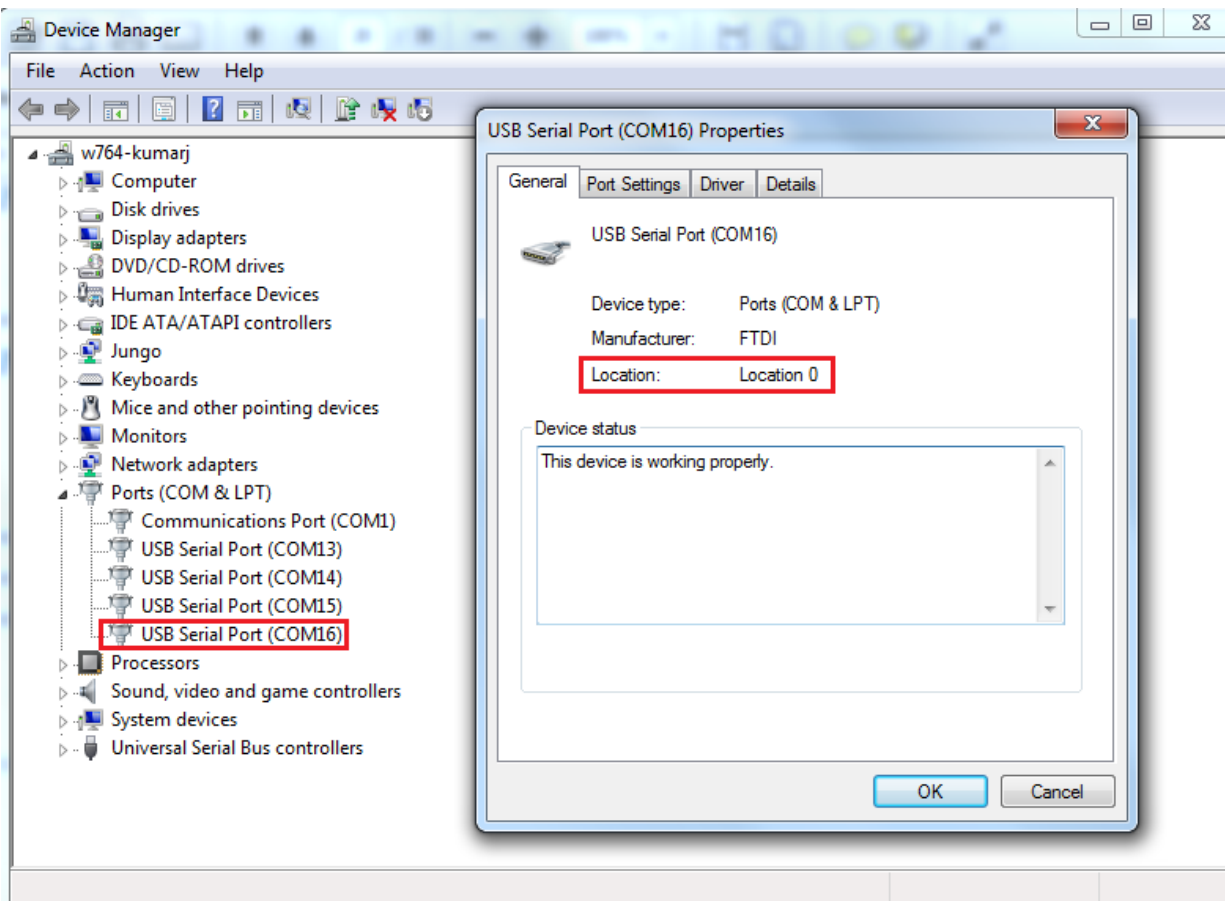 Device Manager
File Action View Help
w764-kumarj
Computer
Disk drives
Display adapters
DVD/CD-ROM drives
Human Interface Devices
IDE ATA/ATAPI controllers
Jungo
Keyboards
Mice and other pointing devices
Monitors
Network adapters
Ports (COM & LPT)
Communications Port (COM1)
USB Serial Port (COM13)
USB Serial Port (COM14)
USB Serial Port (COM15)
USB Serial Port (COM16)
Processors
Sound, video and game controllers
System devices
Universal Serial Bus controllers
USB Serial Port (COM16) Properties
General Port Settings Driver Details
USB Serial Port (COM16)
Device type: Ports (COM & LPT)
Manufacturer: FTDI
Location: Location 0
Device status
This device is working properly.
OK Cancel